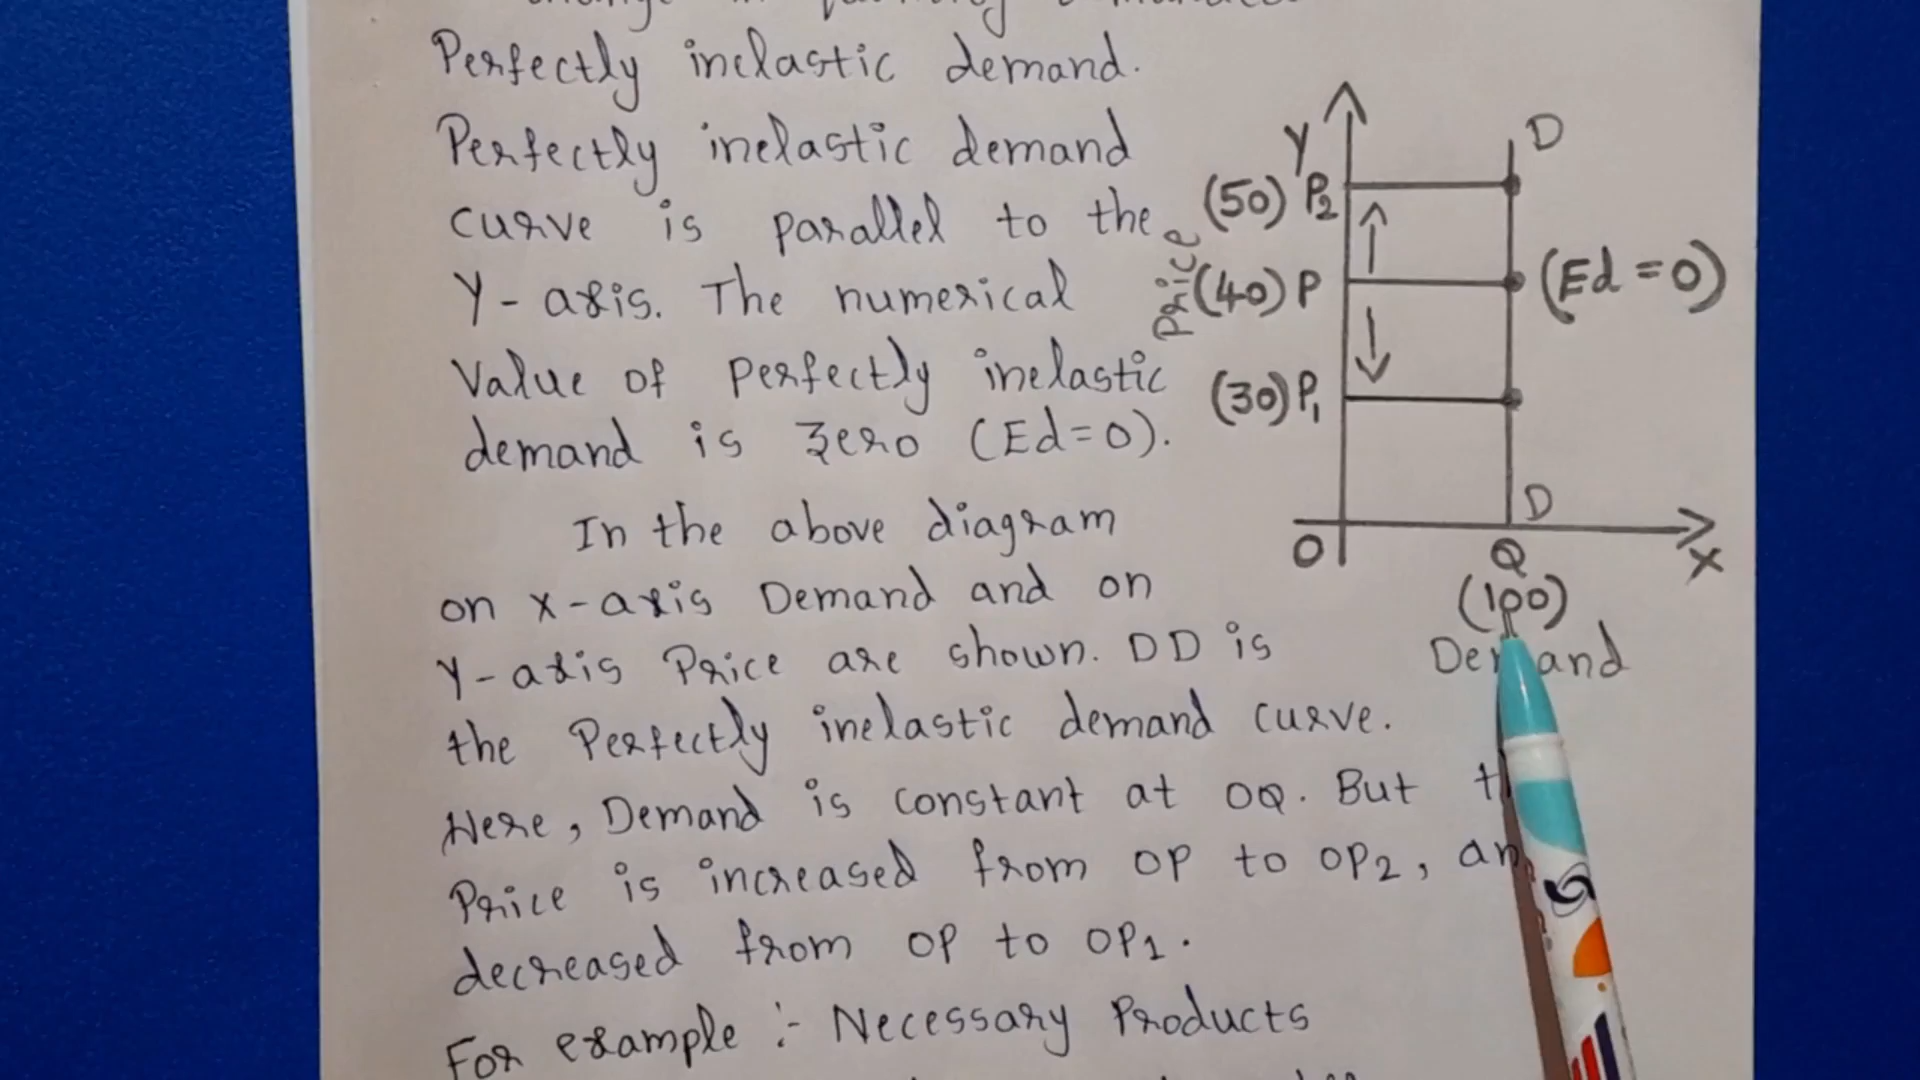 Perfectly inelastic demand.
Perfectly inelastic demand
curve is parallel to the
Y-axis. The numerical
Value of perfectly inelastic
demand is zero (Ed=0).
In the above diagram
on x-axis Demand and on
Y-axis Price are shown. DD is
the Perfectly inelastic demand curve.
Here, Demand is constant at OQ. But
Price is increased from OP to OP2,
decreased from OP to OP1.
For example :- Necessary Products
Y
D
(50) P2
Price
(40) P
(Ed=0)
(30) P1
D
O
Q
X
(100)
Demand